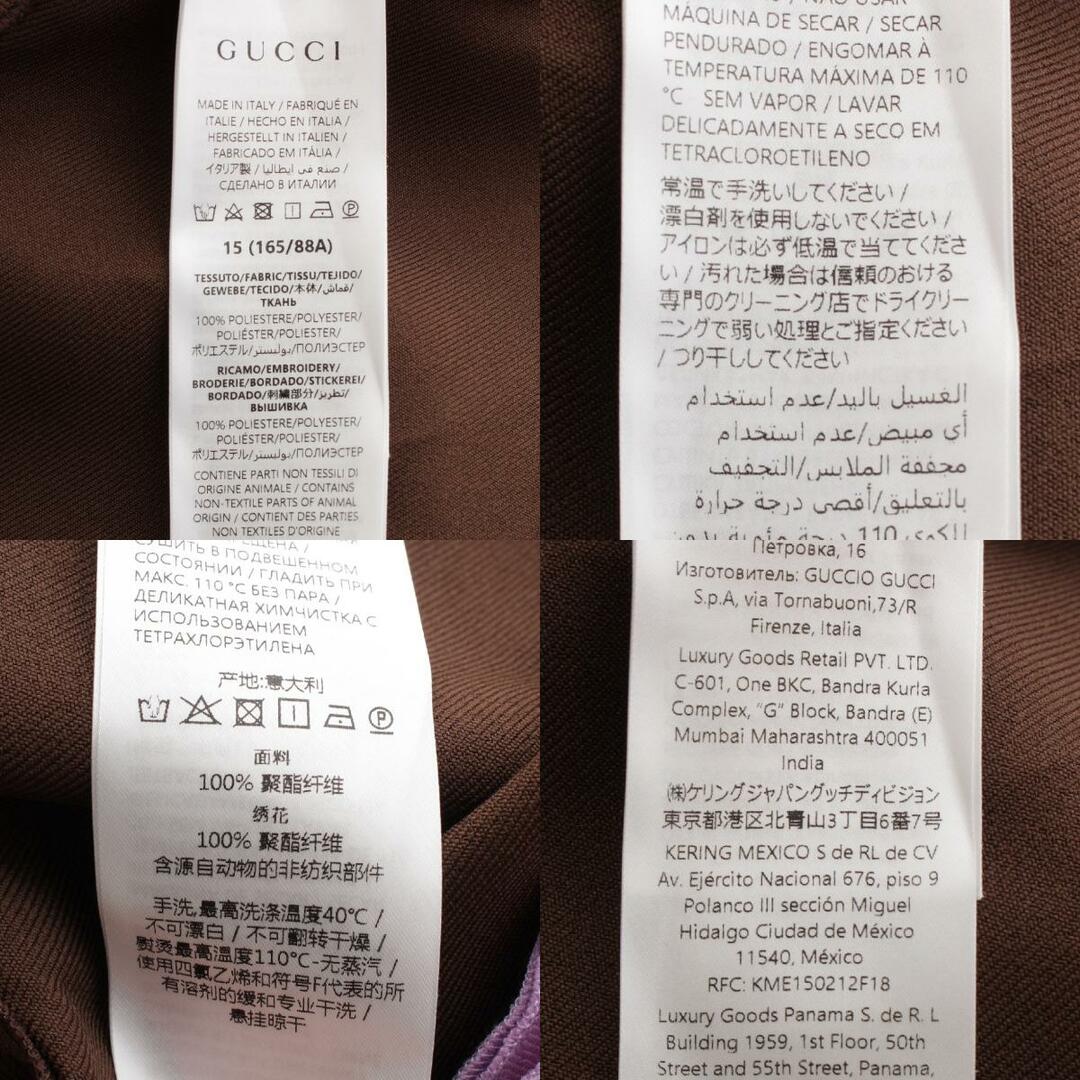 GUCCI
MADE IN ITALY / FABRIQUÉ EN
ITALIE / HECHO EN ITALIA /
HERGESTELLT IN ITALIEN /
FABRICADO EM ITÁLIA /
イタリア製 / صنع في ايطاليا /
СДЕЛАНО В ИТАЛИИ
15 (165/88A)
TESSUTO/FABRIC/TISSU/TEJIDO/
GEWEBE/TECIDO/本体/قماش/
ТКАНЬ
100% POLIESTERE/POLYESTER/
POLIÉSTER/POLYESTER/
ポリエステル/بوليستر/ПОЛИЭСТЕР
RICAMO/EMBROIDERY/
BRODERIE/BORDADO/STICKEREI/
BORDADO/刺繍部分/تطريز/
ВЫШИВКА
100% POLIESTERE/POLYESTER/
POLIÉSTER/POLYESTER/
ポリエステル/بوليستر/ПОЛИЭСТЕР
CONTIENE PARTI NON TESSILI DI
ORIGINE ANIMALE / CONTAINS
NON-TEXTILE PARTS OF ANIMAL
ORIGIN / CONTIENT DES PARTIES
NON TEXTILES D'ORIGINE
/ NÃO USAR
MÁQUINA DE SECAR / SECAR
PENDURADO / ENGOMAR À
TEMPERATURA MÁXIMA DE 110
°C SEM VAPOR / LAVAR
DELICADAMENTE A SECO EM
TETRACLOROETILENO
常温で手洗いしてください /
漂白剤を使用しないでください /
アイロンは必ず低温で当ててくださ
い / 汚れた場合は信頼のおける
専門のクリーニング店でドライクリー
ニングで弱い処理とご指定ください
/ つり干ししてください
الغسيل باليد/عدم استخدام
أي مبيض/عدم استخدام
مجففة الملابس/التجفيف
بالتعليق/أقصى درجة حرارة
للكوي 110 درجة مئوية بدون
СУШИТЬ В ПОДВЕШЕННОМ
СОСТОЯНИИ / ГЛАДИТЬ ПРИ
МАКС. 110 °C БЕЗ ПАРА /
ДЕЛИКАТНАЯ ХИМЧИСТКА С
ИСПОЛЬЗОВАНИЕМ
ТЕТРАХЛОРЭТИЛЕНА
产地:意大利
面料
100% 聚酯纤维
绣花
100% 聚酯纤维
含源自动物的非纺织部件
手洗,最高洗涤温度40℃ /
不可漂白 / 不可翻转干燥 /
熨烫最高温度110℃-无蒸汽 /
使用四氯乙烯和符号F代表的所
有溶剂的缓和专业干洗 /
悬挂晾干
Петровка, 16
Изготовитель: GUCCIO GUCCI
S.p.A, via Tornabuoni,73/R
Firenze, Italia
Luxury Goods Retail PVT. LTD.
C-601, One BKC, Bandra Kurla
Complex, "G" Block, Bandra (E)
Mumbai Maharashtra 400051
India
㈱ケリングジャパングッチディビジョン
東京都港区北青山3丁目6番7号
KERING MEXICO S de RL de CV
Av. Ejército Nacional 676, piso 9
Polanco III sección Miguel
Hidalgo Ciudad de México
11540, México
RFC: KME150212F18
Luxury Goods Panama S. de R. L
Building 1959, 1st Floor, 50th
Street and 55th Street, Panama,